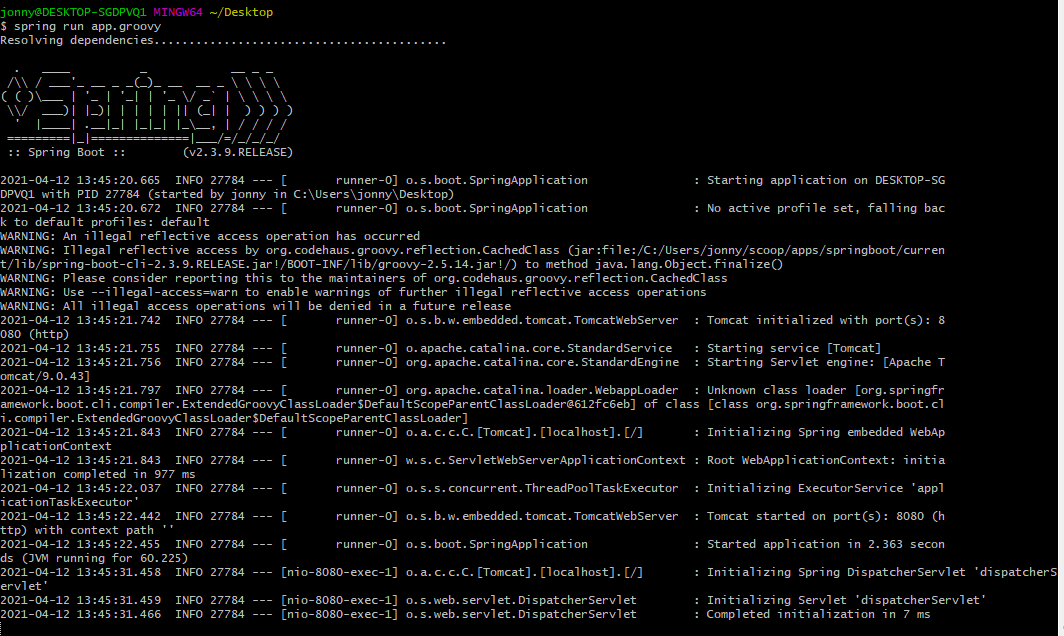 jonny@DESKTOP-SGDPVQ1 MINGW64 ~/Desktop
$ spring run app.groovy
Resolving dependencies..........................................

  .   ____          _            __ _ _
 /\\ / ___'_ __ _ _(_)_ __  __ _ \ \ \ \
( ( )\___ | '_ | '_| | '_ \/ _` | \ \ \ \
 \\/  ___)| |_)| | | | | || (_| |  ) ) ) )
  '  |____| .__|_| |_|_| |_\__, | / / / /
 =========|_|==============|___/=/_/_/_/
 :: Spring Boot ::        (v2.3.9.RELEASE)

2021-04-12 13:45:20.665  INFO 27784 --- [       runner-0] o.s.boot.SpringApplication               : Starting application on DESKTOP-SG
DPVQ1 with PID 27784 (started by jonny in C:\Users\jonny\Desktop)
2021-04-12 13:45:20.672  INFO 27784 --- [       runner-0] o.s.boot.SpringApplication               : No active profile set, falling bac
k to default profiles: default
WARNING: An illegal reflective access operation has occurred
WARNING: Illegal reflective access by org.codehaus.groovy.reflection.CachedClass (jar:file:/C:/Users/jonny/scoop/apps/springboot/curren
t/lib/spring-boot-cli-2.3.9.RELEASE.jar!/BOOT-INF/lib/groovy-2.5.14.jar!/) to method java.lang.Object.finalize()
WARNING: Please consider reporting this to the maintainers of org.codehaus.groovy.reflection.CachedClass
WARNING: Use --illegal-access=warn to enable warnings of further illegal reflective access operations
WARNING: All illegal access operations will be denied in a future release
2021-04-12 13:45:21.742  INFO 27784 --- [       runner-0] o.s.b.w.embedded.tomcat.TomcatWebServer  : Tomcat initialized with port(s): 8
080 (http)
2021-04-12 13:45:21.755  INFO 27784 --- [       runner-0] o.apache.catalina.core.StandardService   : Starting service [Tomcat]
2021-04-12 13:45:21.756  INFO 27784 --- [       runner-0] org.apache.catalina.core.StandardEngine  : Starting Servlet engine: [Apache T
omcat/9.0.43]
2021-04-12 13:45:21.797  INFO 27784 --- [       runner-0] org.apache.catalina.loader.WebappLoader  : Unknown class loader [org.springfr
amework.boot.cli.compiler.ExtendedGroovyClassLoader$DefaultScopeParentClassLoader@612fc6eb] of class [class org.springframework.boot.cl
i.compiler.ExtendedGroovyClassLoader$DefaultScopeParentClassLoader]
2021-04-12 13:45:21.843  INFO 27784 --- [       runner-0] o.a.c.c.C.[Tomcat].[localhost].[/]       : Initializing Spring embedded WebAp
plicationContext
2021-04-12 13:45:21.843  INFO 27784 --- [       runner-0] w.s.c.ServletWebServerApplicationContext : Root WebApplicationContext: initia
lization completed in 977 ms
2021-04-12 13:45:22.037  INFO 27784 --- [       runner-0] o.s.s.concurrent.ThreadPoolTaskExecutor  : Initializing ExecutorService 'appl
icationTaskExecutor'
2021-04-12 13:45:22.442  INFO 27784 --- [       runner-0] o.s.b.w.embedded.tomcat.TomcatWebServer  : Tomcat started on port(s): 8080 (h
ttp) with context path ''
2021-04-12 13:45:22.455  INFO 27784 --- [       runner-0] o.s.boot.SpringApplication               : Started application in 2.363 secon
ds (JVM running for 60.225)
2021-04-12 13:45:31.458  INFO 27784 --- [nio-8080-exec-1] o.a.c.c.C.[Tomcat].[localhost].[/]       : Initializing Spring DispatcherServlet 'dispatcherS
ervlet'
2021-04-12 13:45:31.459  INFO 27784 --- [nio-8080-exec-1] o.s.web.servlet.DispatcherServlet        : Initializing Servlet 'dispatcherServlet'
2021-04-12 13:45:31.466  INFO 27784 --- [nio-8080-exec-1] o.s.web.servlet.DispatcherServlet        : Completed initialization in 7 ms